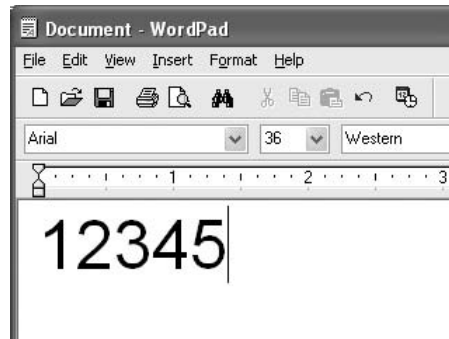 Document - WordPad
File Edit View Insert Format Help
Arial 36 Western
1 2 3
12345